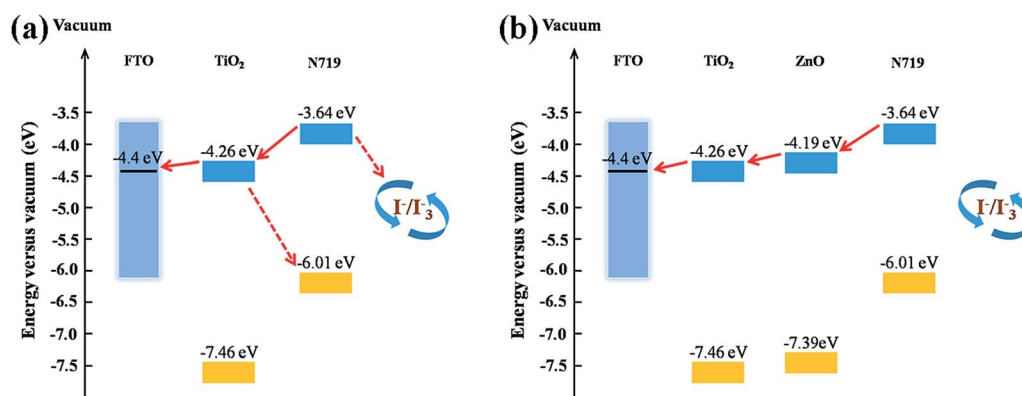 (a) Vacuum
FTO TiO₂ N719
Energy versus vacuum (eV)
-3.5
-4.0
-4.5
-5.0
-5.5
-6.0
-6.5
-7.0
-7.5
-3.64 eV
-4.4 eV
-4.26 eV
I⁻/I⁻₃
-6.01 eV
-7.46 eV
(b) Vacuum
FTO TiO₂ ZnO N719
Energy versus vacuum (eV)
-3.5
-4.0
-4.5
-5.0
-5.5
-6.0
-6.5
-7.0
-7.5
-3.64 eV
-4.4 eV
-4.26 eV
-4.19 eV
I⁻/I⁻₃
-6.01 eV
-7.46 eV
-7.39eV